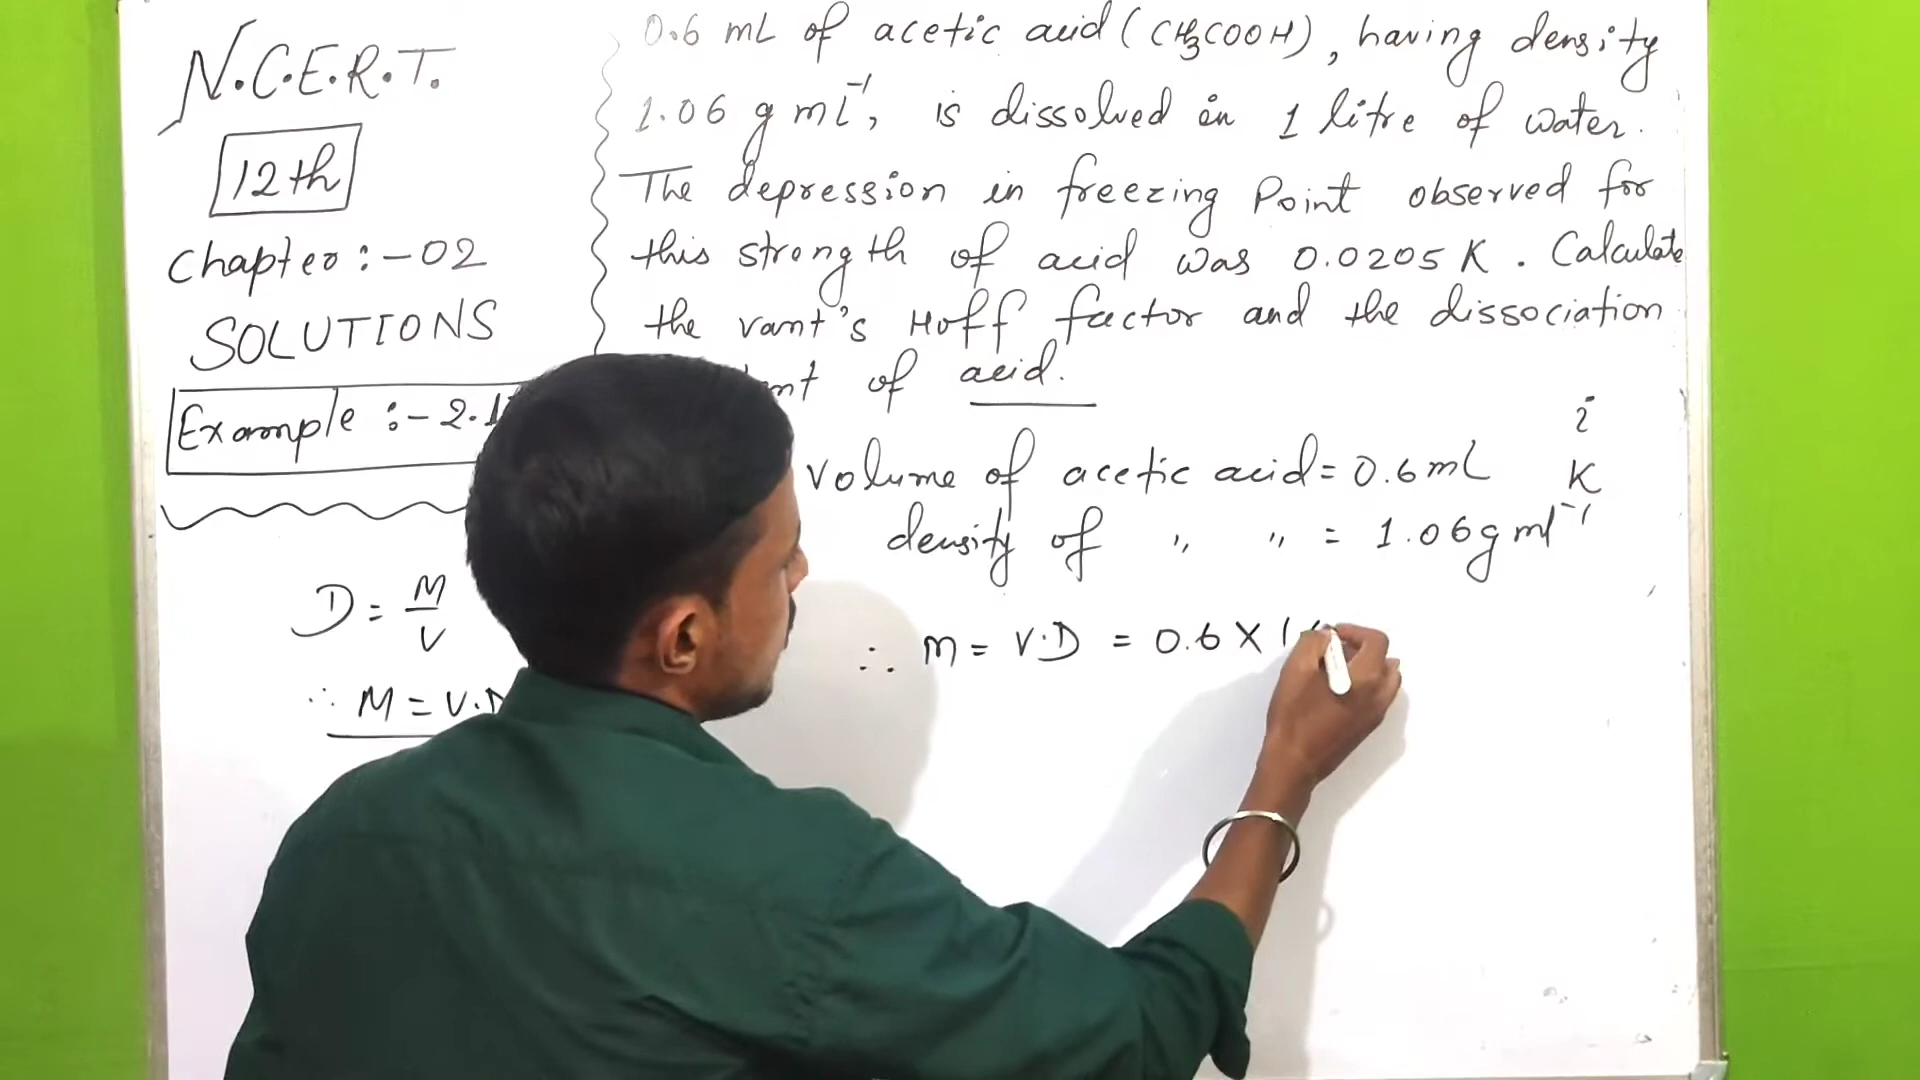 N.C.E.R.T.
12th
Chapter :- 02
SOLUTIONS
Example :- 2.1
D = M/V
∴ M = V.D
0.6 mL of acetic acid (CH₃COOH), having density
1.06 g mL⁻¹, is dissolved in 1 litre of water.
The depression in freezing Point observed for
this strength of acid was 0.0205 K. Calculate
the vant's Hoff factor and the dissociation
of acid.
i
K
Volume of acetic acid = 0.6 mL
density of " " = 1.06 g ml⁻¹
∴ m = V.D = 0.6 X 1.